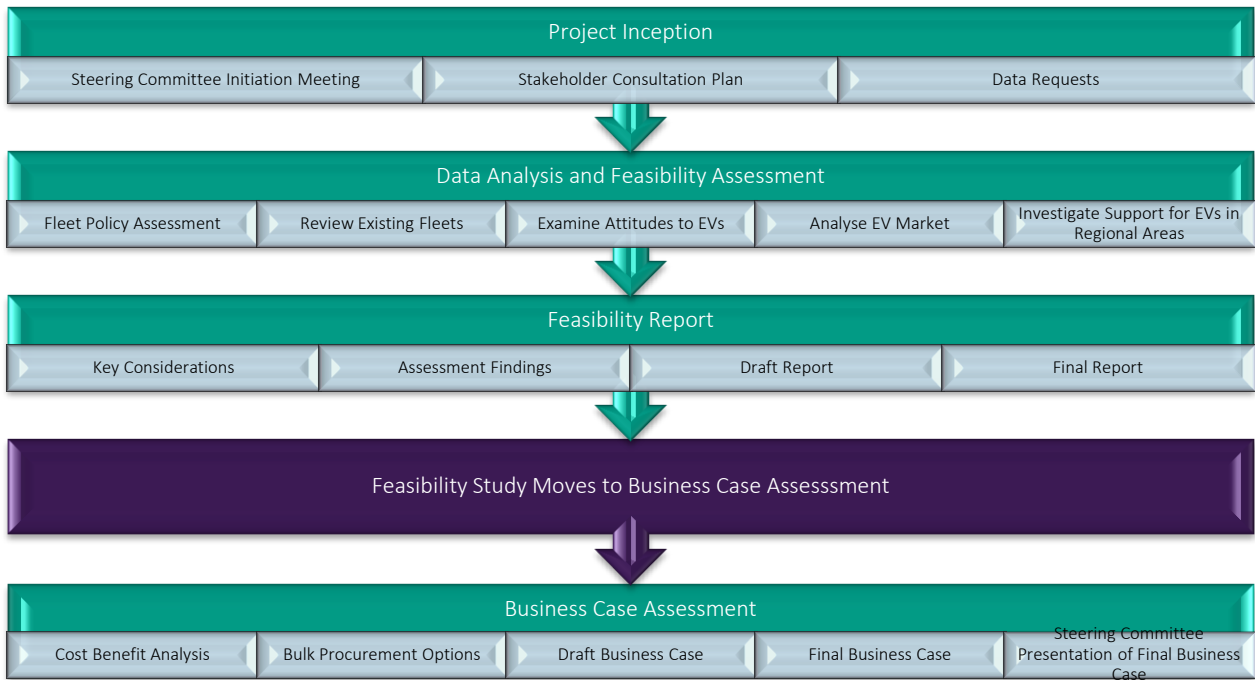 Project Inception
Steering Committee Initiation Meeting
Stakeholder Consultation Plan
Data Requests
Data Analysis and Feasibility Assessment
Fleet Policy Assessment
Review Existing Fleets
Examine Attitudes to EVs
Analyse EV Market
Investigate Support for EVs in
Regional Areas
Feasibility Report
Key Considerations
Assessment Findings
Draft Report
Final Report
Feasibility Study Moves to Business Case Assesssment
Business Case Assessment
Cost Benefit Analysis
Bulk Procurement Options
Draft Business Case
Final Business Case
Steering Committee
Presentation of Final Business
Case